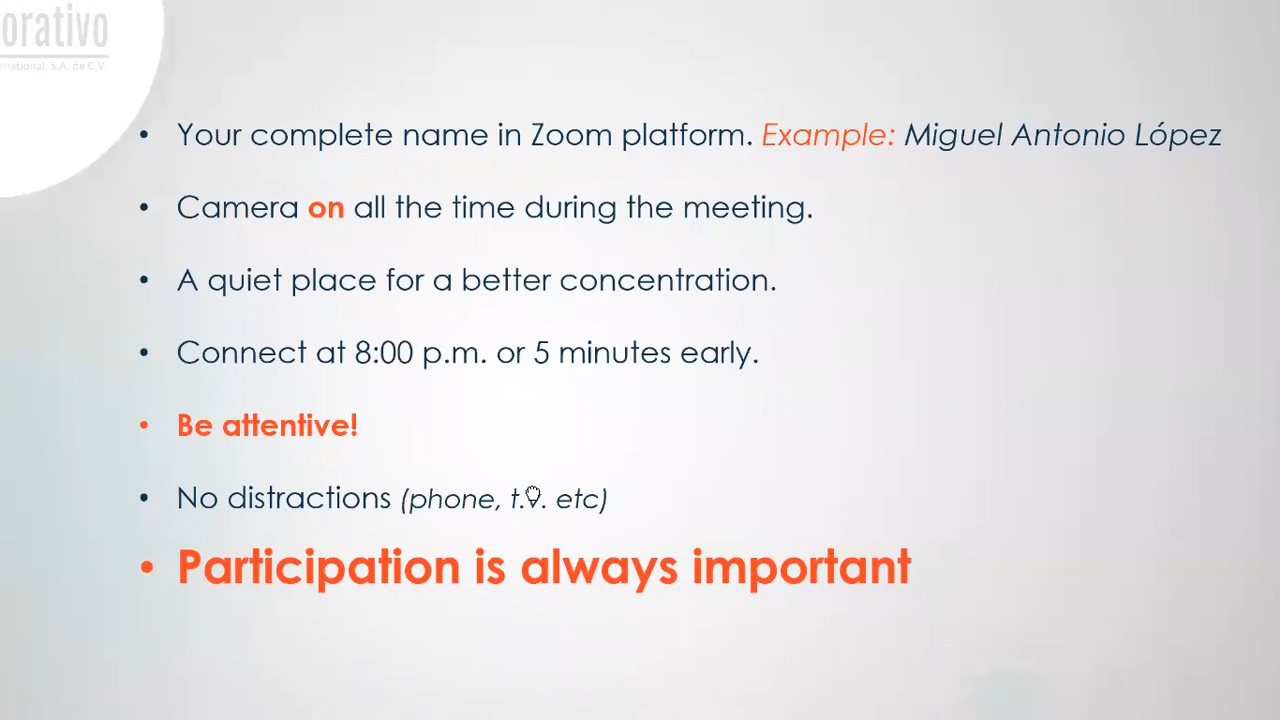 orativo
rnational, S.A. de C.V.
• Your complete name in Zoom platform. Example: Miguel Antonio López
• Camera on all the time during the meeting.
• A quiet place for a better concentration.
• Connect at 8:00 p.m. or 5 minutes early.
• Be attentive!
• No distractions (phone, etc)
• Participation is always important